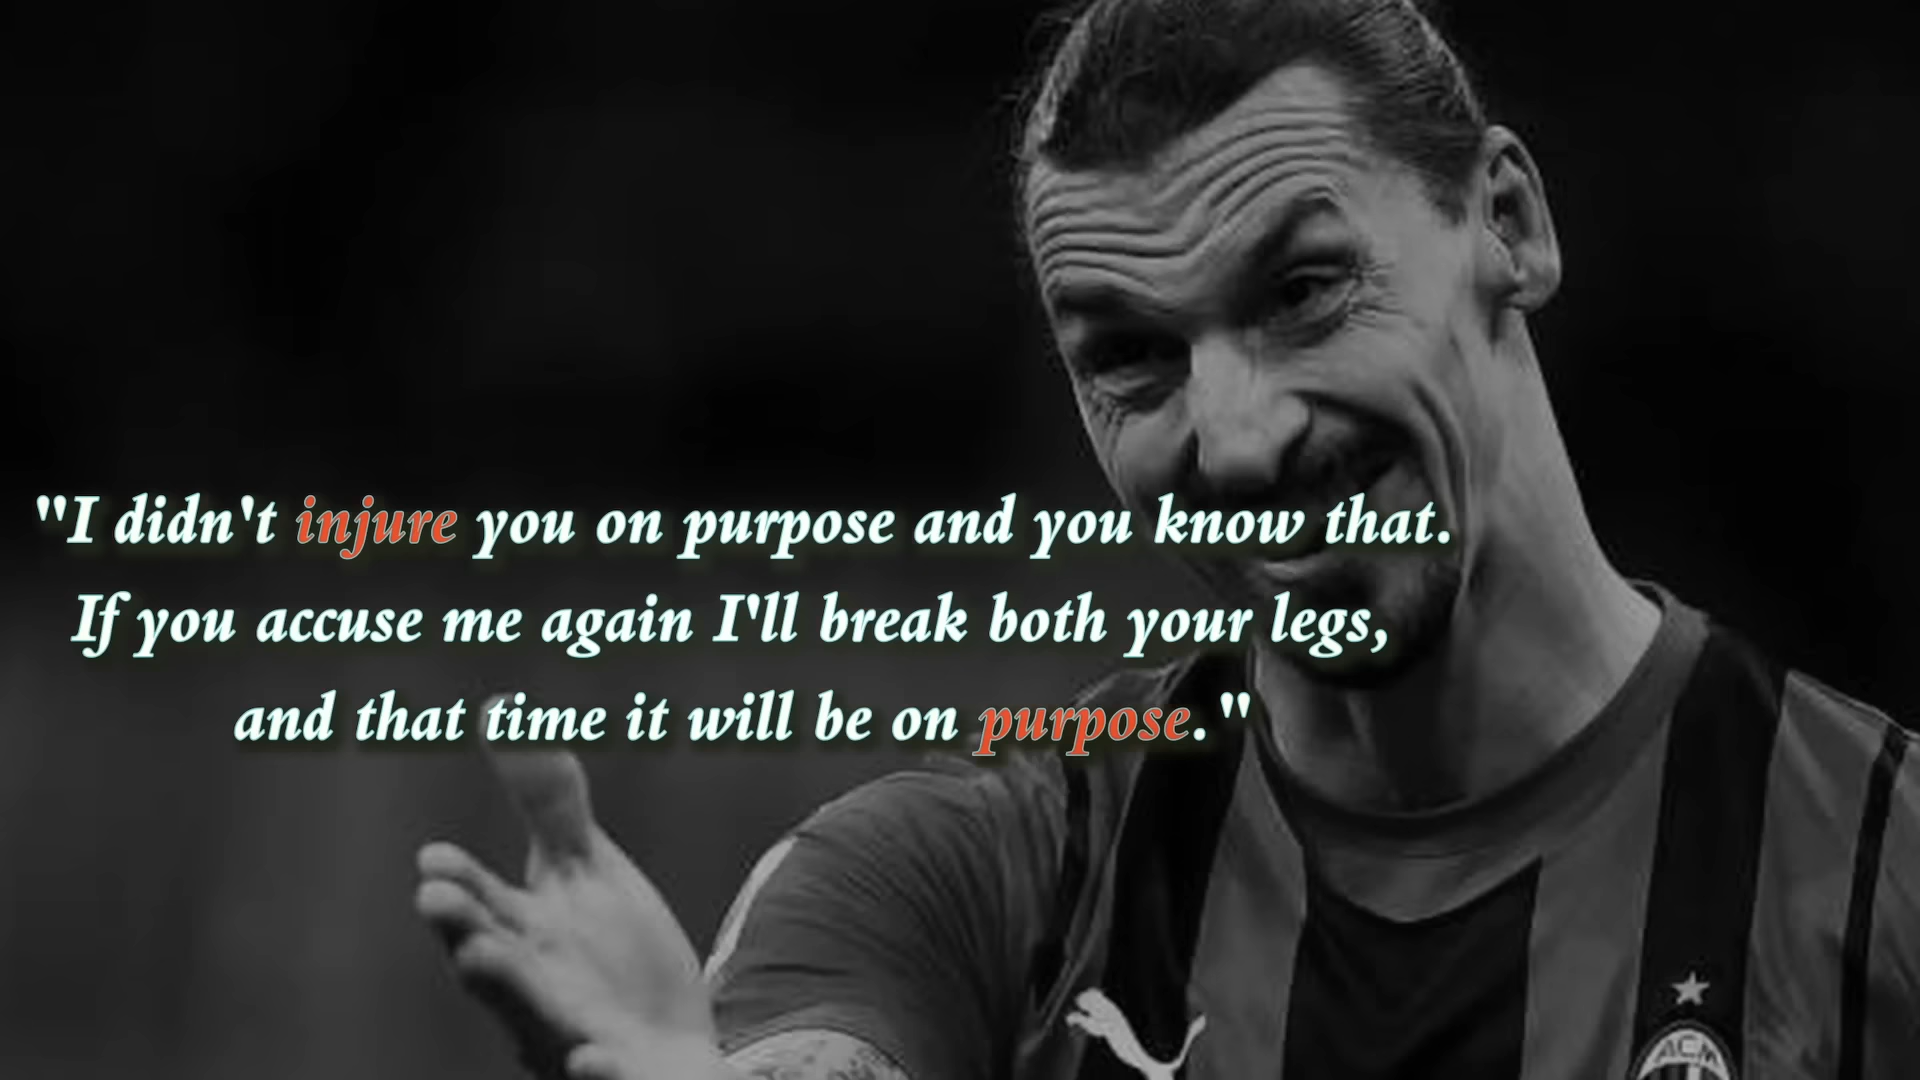 "I didn't injure you on purpose and you know that.
If you accuse me again I'll break both your legs,
and that time it will be on purpose."
ACM